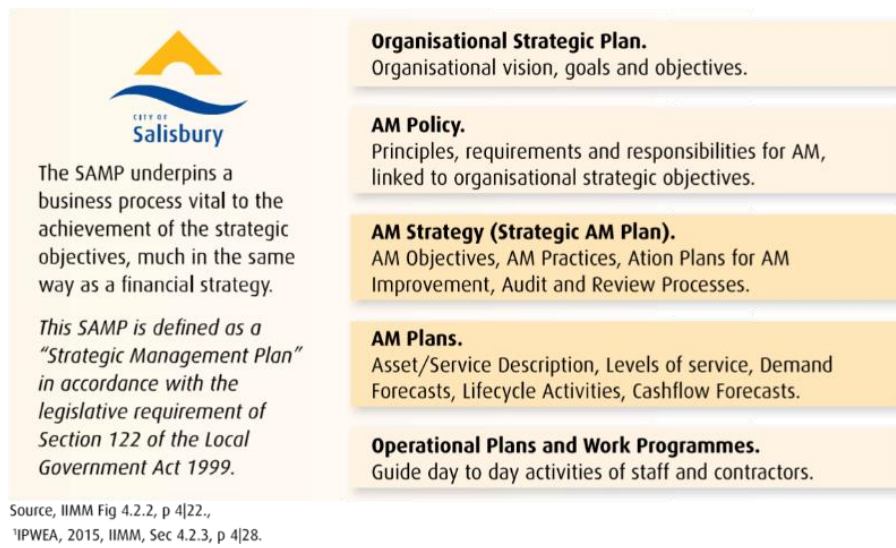 CITY OF
Salisbury
The SAMP underpins a
business process vital to the
achievement of the strategic
objectives, much in the same
way as a financial strategy.
This SAMP is defined as a
“Strategic Management Plan”
in accordance with the
legislative requirement of
Section 122 of the Local
Government Act 1999.
Organisational Strategic Plan.
Organisational vision, goals and objectives.
AM Policy.
Principles, requirements and responsibilities for AM,
linked to organisational strategic objectives.
AM Strategy (Strategic AM Plan).
AM Objectives, AM Practices, Ation Plans for AM
Improvement, Audit and Review Processes.
AM Plans.
Asset/Service Description, Levels of service, Demand
Forecasts, Lifecycle Activities, Cashflow Forecasts.
Operational Plans and Work Programmes.
Guide day to day activities of staff and contractors.
Source, IIMM Fig 4.2.2, p 4|22.,
¹IPWEA, 2015, IIMM, Sec 4.2.3, p 4|28.